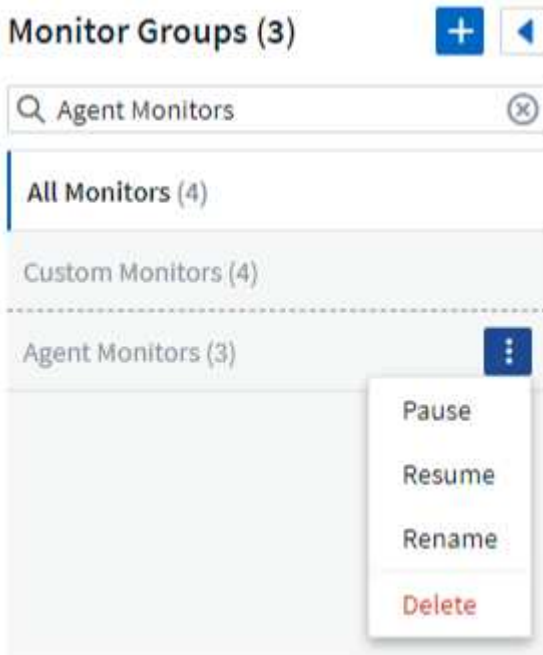 Monitor Groups (3)
Agent Monitors
All Monitors (4)
Custom Monitors (4)
Agent Monitors (3)
Pause
Resume
Rename
Delete